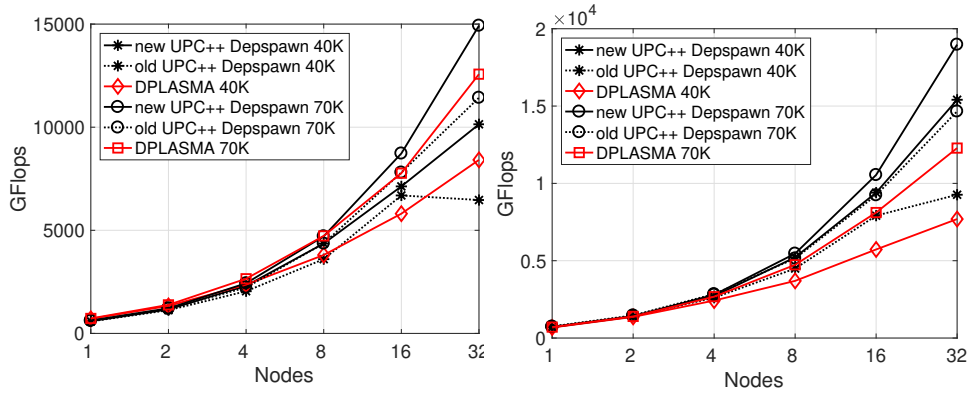 15000
10000
5000
0
GFlops
new UPC++ Depspawn 40K
old UPC++ Depspawn 40K
DPLASMA 40K
new UPC++ Depspawn 70K
old UPC++ Depspawn 70K
DPLASMA 70K
1 2 4 8 16 32
Nodes
×10⁴
2
1.5
1
0.5
0
GFlops
new UPC++ Depspawn 40K
old UPC++ Depspawn 40K
DPLASMA 40K
new UPC++ Depspawn 70K
old UPC++ Depspawn 70K
DPLASMA 70K
1 2 4 8 16 32
Nodes